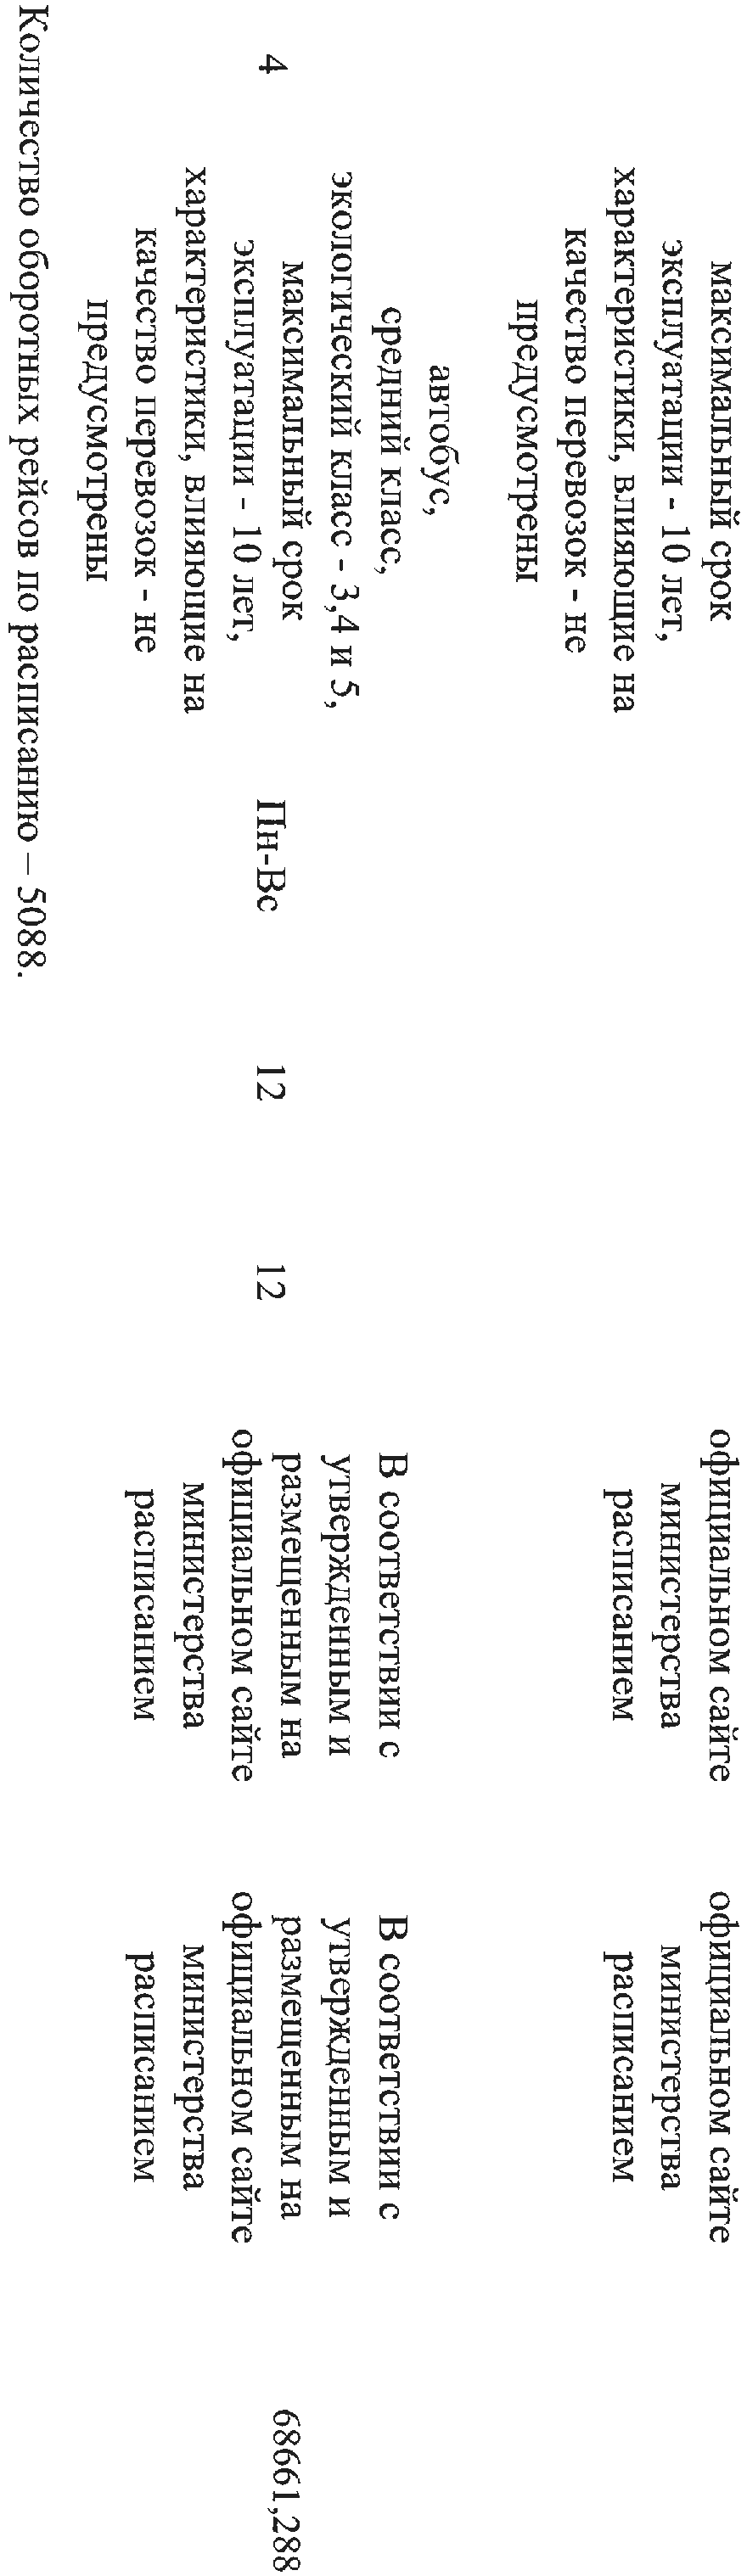 максимальный срок
эксплуатации - 10 лет,
характеристики, влияющие на
качество перевозок - не
предусмотрены
официальном сайте
министерства
расписанием
официальном сайте
министерства
расписанием
4
автобус,
средний класс,
экологический класс - 3,4 и 5,
максимальный срок
эксплуатации - 10 лет,
характеристики, влияющие на
качество перевозок - не
предусмотрены
Пн-Вс
12
12
В соответствии с
утвержденным и
размещенным на
официальном сайте
министерства
расписанием
В соответствии с
утвержденным и
размещенным на
официальном сайте
министерства
расписанием
68661,288
Количество оборотных рейсов по расписанию – 5088.